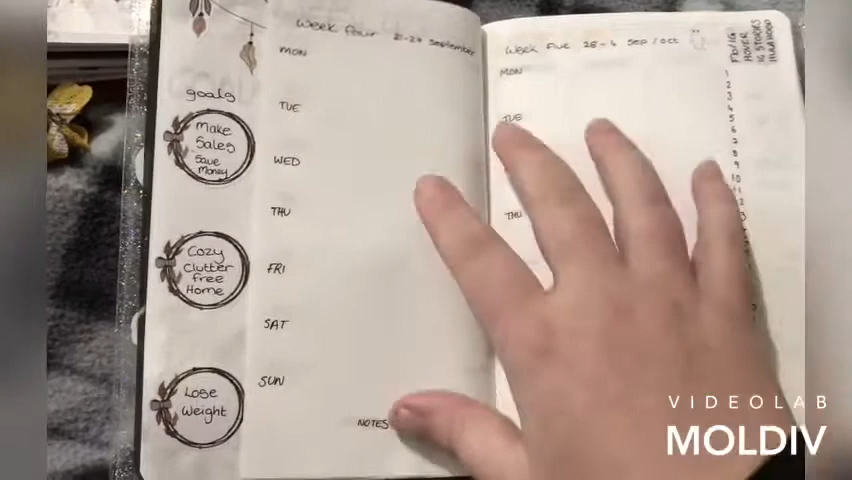 Week Four 21-27 September
MON
TUE
WED
THU
FRI
SAT
SUN
NOTES
goals
Make
Sales
Save
Money
Cozy
Clutter
free
Home
Lose
Weight
Week Five 28-4 Sep/Oct
MON
TUE
THU
HOVER
1
2
3
4
5
6
7
8
9
10
11
VIDEOLAB
MOLDIV